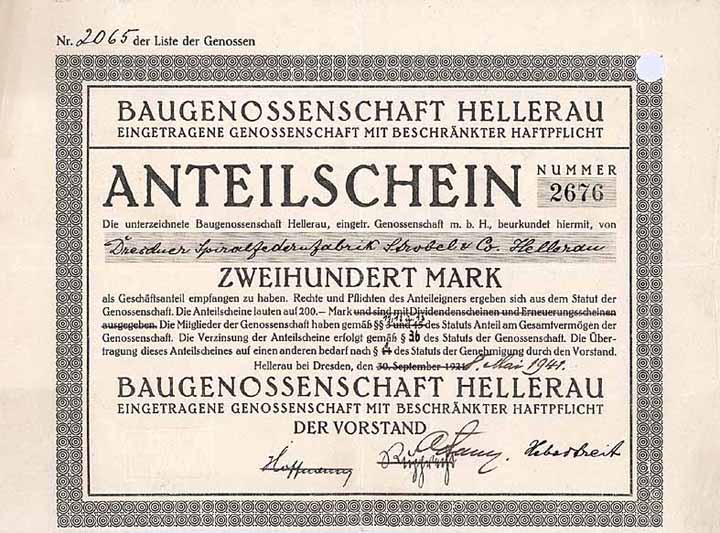 Nr. 2065 der Liste der Genossen
BAUGENOSSENSCHAFT HELLERAU
EINGETRAGENE GENOSSENSCHAFT MIT BESCHRÄNKTER HAFTPFLICHT
ANTEILSCHEIN NUMMER
2676
Die unterzeichnete Baugenossenschaft Hellerau, eingetr. Genossenschaft m. b. H., beurkundet hiermit, von
Dresdner Spiralfedernfabrik Strobel & Co. Hellerau
ZWEIHUNDERT MARK
als Geschäftsanteil empfangen zu haben. Rechte und Pflichten des Anteileigners ergeben sich aus dem Statut der
Genossenschaft. Die Anteilscheine lauten auf 200.— Mark und sind mit Dividendenscheinen und Erneuerungsscheinen
ausgegeben. Die Mitglieder der Genossenschaft haben gemäß §§ und des Statuts Anteil am Gesamtvermögen der
Genossenschaft. Die Verzinsung der Anteilscheine erfolgt gemäß § 36 des Statuts der Genossenschaft. Die Über-
tragung dieses Anteilscheines auf einen anderen bedarf nach § des Statuts der Genehmigung durch den Vorstand.
Hellerau bei Dresden, den 30. September 1921 8. Mai 1941.
BAUGENOSSENSCHAFT HELLERAU
EINGETRAGENE GENOSSENSCHAFT MIT BESCHRÄNKTER HAFTPFLICHT
DER VORSTAND
Hoffmann